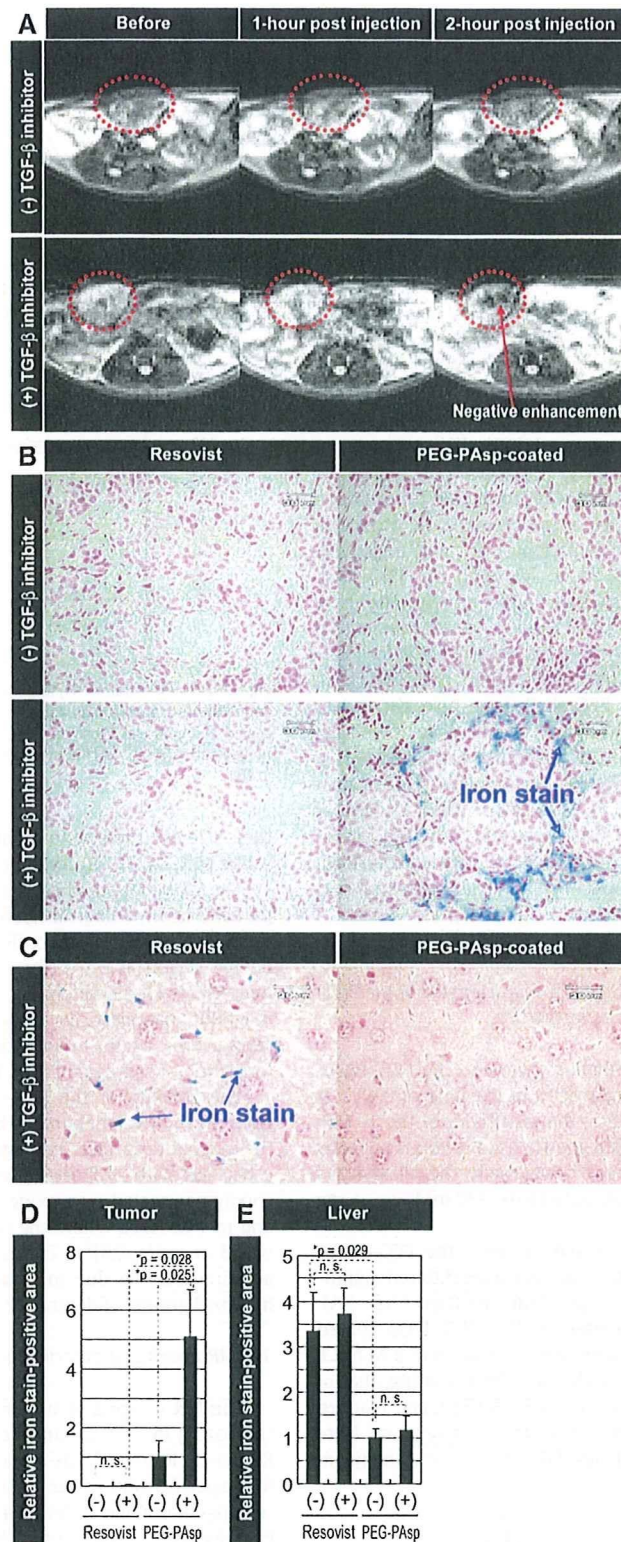 A
Before
1-hour post injection
2-hour post injection
(-) TGF-β inhibitor
(+) TGF-β inhibitor
Negative enhancement
B
Resovist
PEG-PAsp-coated
(-) TGF-β inhibitor
(+) TGF-β inhibitor
Iron stain
C
Resovist
PEG-PAsp-coated
(+) TGF-β inhibitor
Iron stain
D
Tumor
Relative iron stain-positive area
8
6
4
2
0
*p = 0.028
*p = 0.025
n. s.
(-) (+) (-) (+)
Resovist PEG-PAsp
E
Liver
Relative iron stain-positive area
5
4
3
2
1
0
*p = 0.029
n. s.
n. s.
(-) (+) (-) (+)
Resovist PEG-PAsp